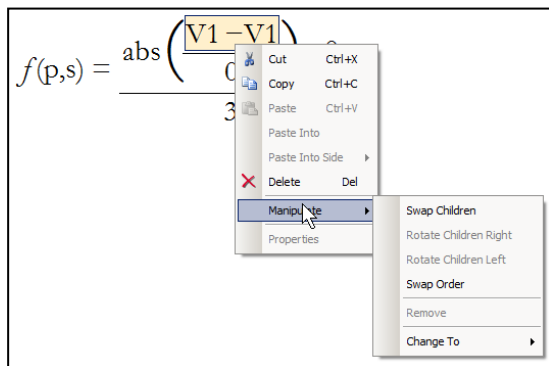 V1 – V1
abs ( 0
f(p,s) =
3
Cut Ctrl+X
Copy Ctrl+C
Paste Ctrl+V
Paste Into
Paste Into Side
Delete Del
Manipulate
Properties
Swap Children
Rotate Children Right
Rotate Children Left
Swap Order
Remove
Change To